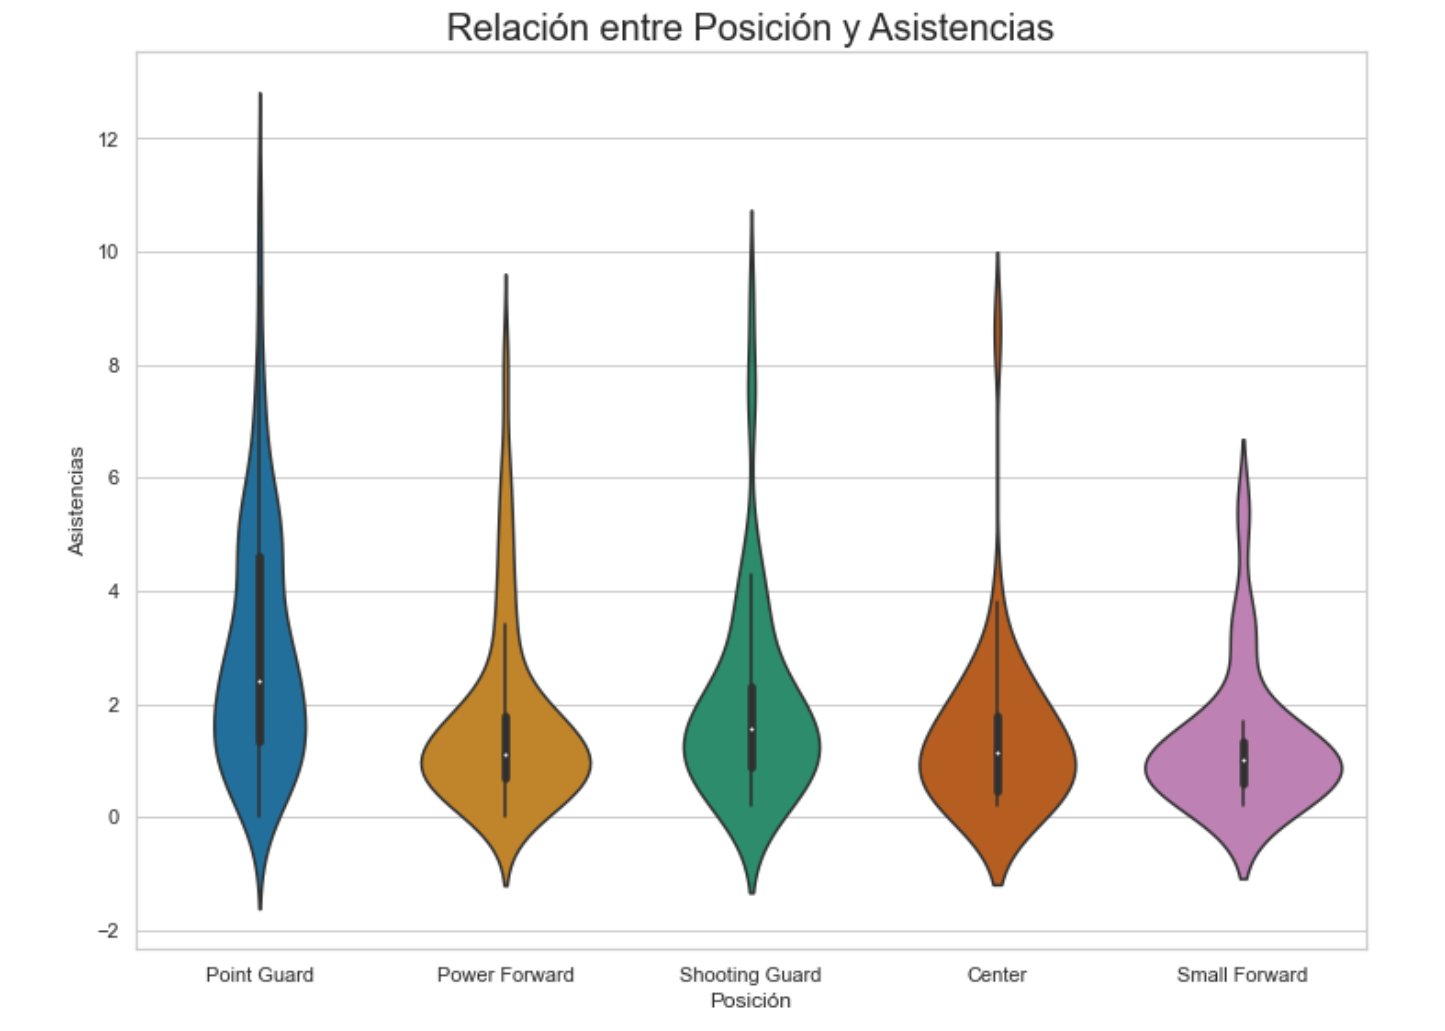 Relación entre Posición y Asistencias
12
10
8
6
4
2
0
−2
Asistencias
Point Guard
Power Forward
Shooting Guard
Center
Small Forward
Posición